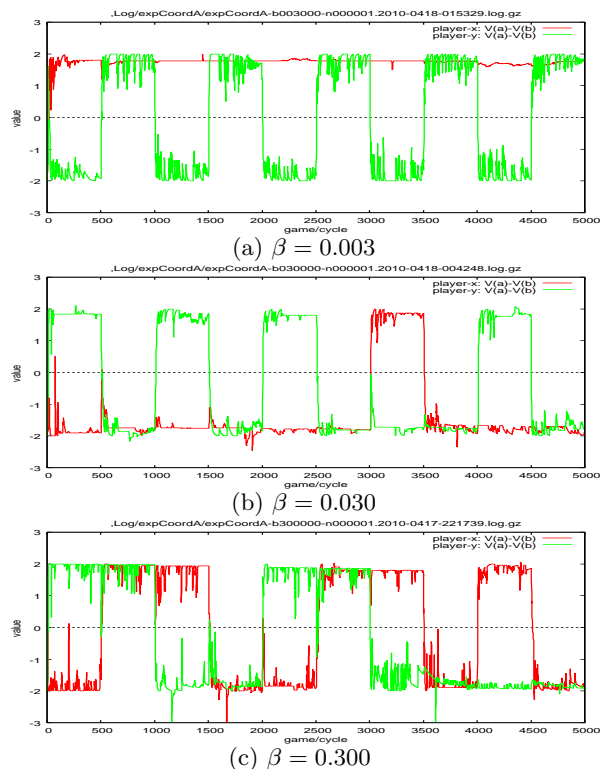 ,Log/expCoordA/expCoordA-b003000-n000001.2010-0418-015329.log.gz
3
2
1
0
-1
-2
-3
value
player-x: V(a)-V(b)
player-y: V(a)-V(b)
0 500 1000 1500 2000 2500 3000 3500 4000 4500 5000
game/cycle
(a) β = 0.003
,Log/expCoordA/expCoordA-b030000-n000001.2010-0418-004248.log.gz
3
2
1
0
-1
-2
-3
value
player-x: V(a)-V(b)
player-y: V(a)-V(b)
0 500 1000 1500 2000 2500 3000 3500 4000 4500 5000
game/cycle
(b) β = 0.030
,Log/expCoordA/expCoordA-b300000-n000001.2010-0417-221739.log.gz
3
2
1
0
-1
-2
-3
value
player-x: V(a)-V(b)
player-y: V(a)-V(b)
0 500 1000 1500 2000 2500 3000 3500 4000 4500 5000
game/cycle
(c) β = 0.300